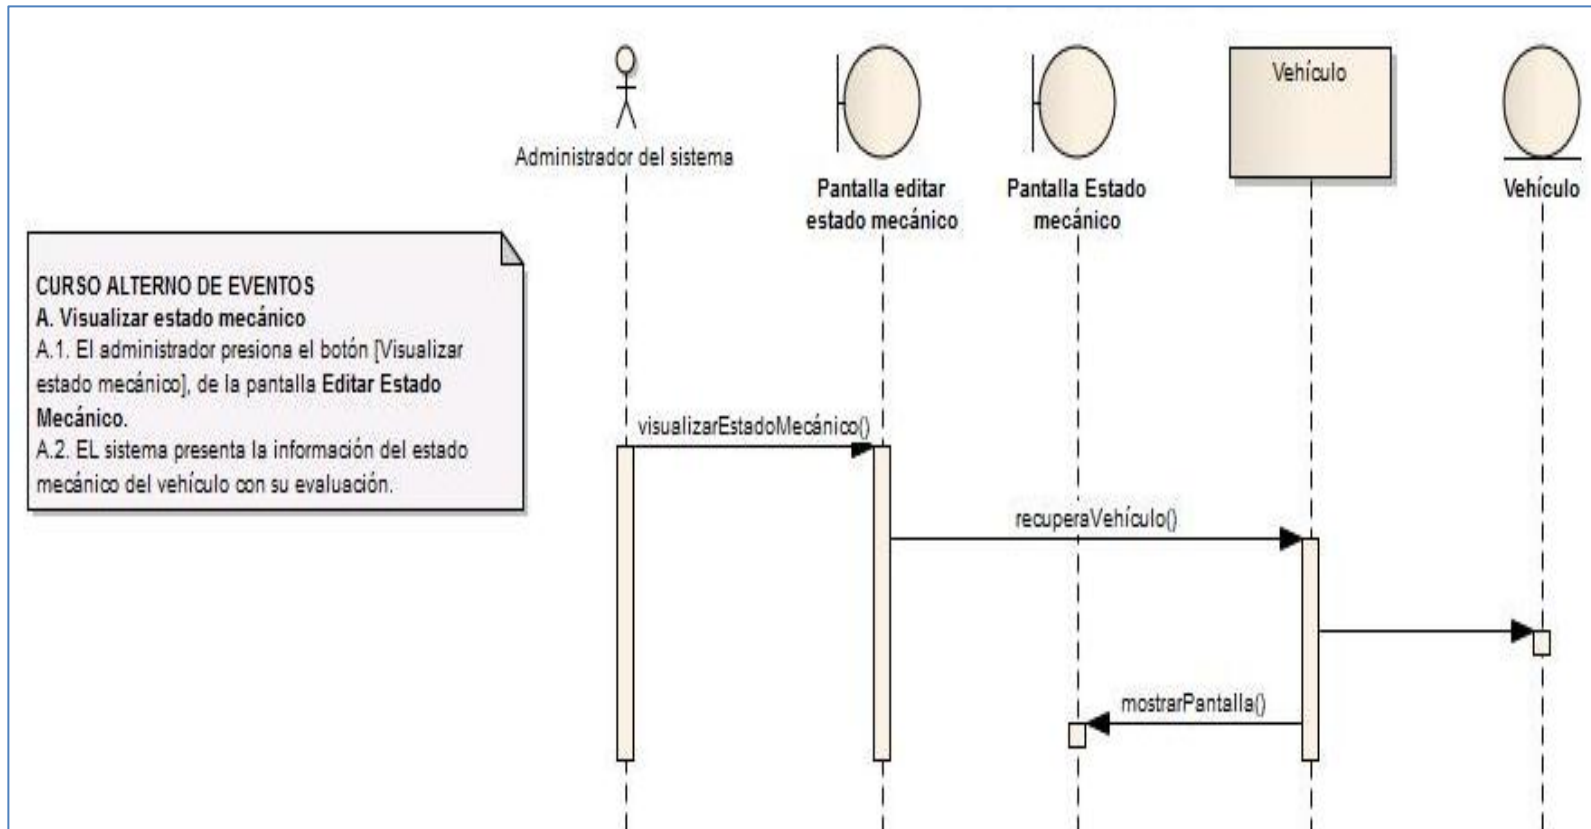 Administrador del sistema
Pantalla editar
estado mecánico
Pantalla Estado
mecánico
Vehículo
Vehículo
CURSO ALTERNO DE EVENTOS
A. Visualizar estado mecánico
A.1. El administrador presiona el botón [Visualizar
estado mecánico], de la pantalla Editar Estado
Mecánico.
A.2. EL sistema presenta la información del estado
mecánico del vehículo con su evaluación.
visualizarEstadoMecánico()
recuperaVehículo()
mostrarPantalla()